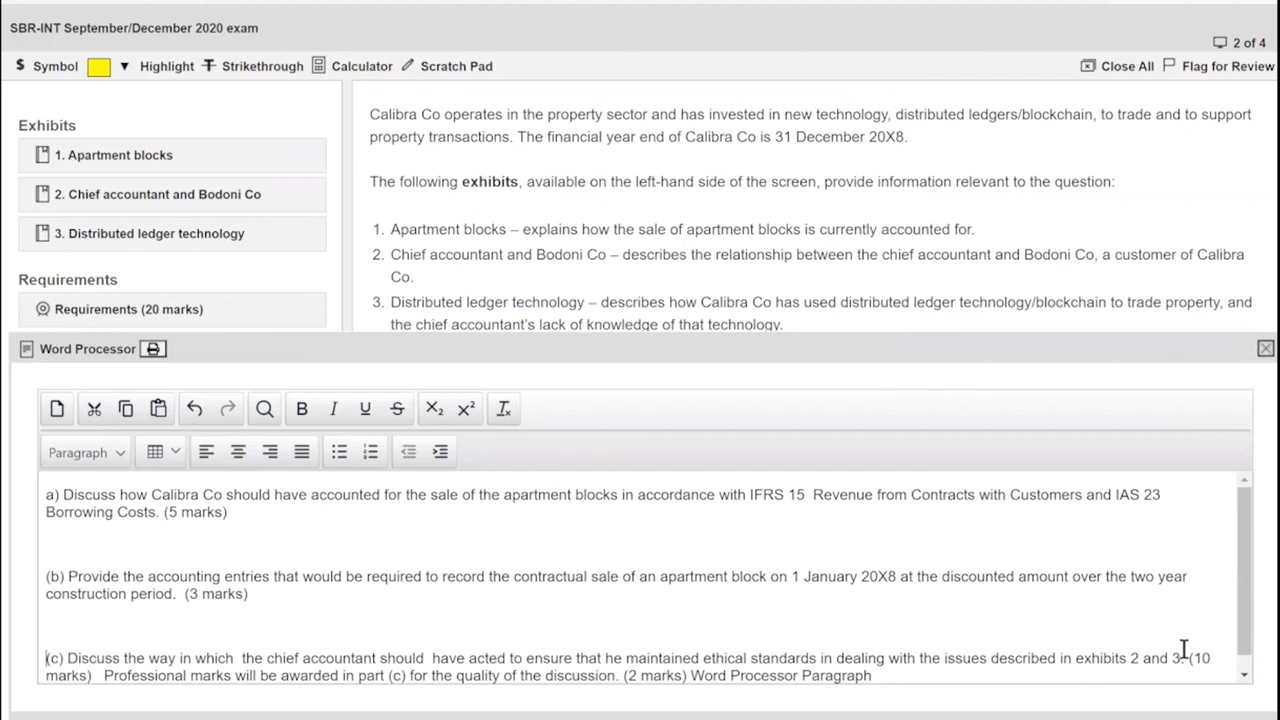 SBR-INT September/December 2020 exam
2 of 4
$ Symbol Highlight Strikethrough Calculator Scratch Pad Close All Flag for Review
Exhibits
1. Apartment blocks
2. Chief accountant and Bodoni Co
3. Distributed ledger technology
Requirements
Requirements (20 marks)
Calibra Co operates in the property sector and has invested in new technology, distributed ledgers/blockchain, to trade and to support
property transactions. The financial year end of Calibra Co is 31 December 20X8.
The following exhibits, available on the left-hand side of the screen, provide information relevant to the question:
1. Apartment blocks – explains how the sale of apartment blocks is currently accounted for.
2. Chief accountant and Bodoni Co – describes the relationship between the chief accountant and Bodoni Co, a customer of Calibra
Co.
3. Distributed ledger technology – describes how Calibra Co has used distributed ledger technology/blockchain to trade property, and
the chief accountant's lack of knowledge of that technology.
Word Processor
B I U S X₂ X² Tx
Paragraph
a) Discuss how Calibra Co should have accounted for the sale of the apartment blocks in accordance with IFRS 15  Revenue from Contracts with Customers and IAS 23
Borrowing Costs. (5 marks)
(b) Provide the accounting entries that would be required to record the contractual sale of an apartment block on 1 January 20X8 at the discounted amount over the two year
construction period.  (3 marks)
(c) Discuss the way in which  the chief accountant should  have acted to ensure that he maintained ethical standards in dealing with the issues described in exhibits 2 and 3. (10
marks)   Professional marks will be awarded in part (c) for the quality of the discussion. (2 marks) Word Processor Paragraph